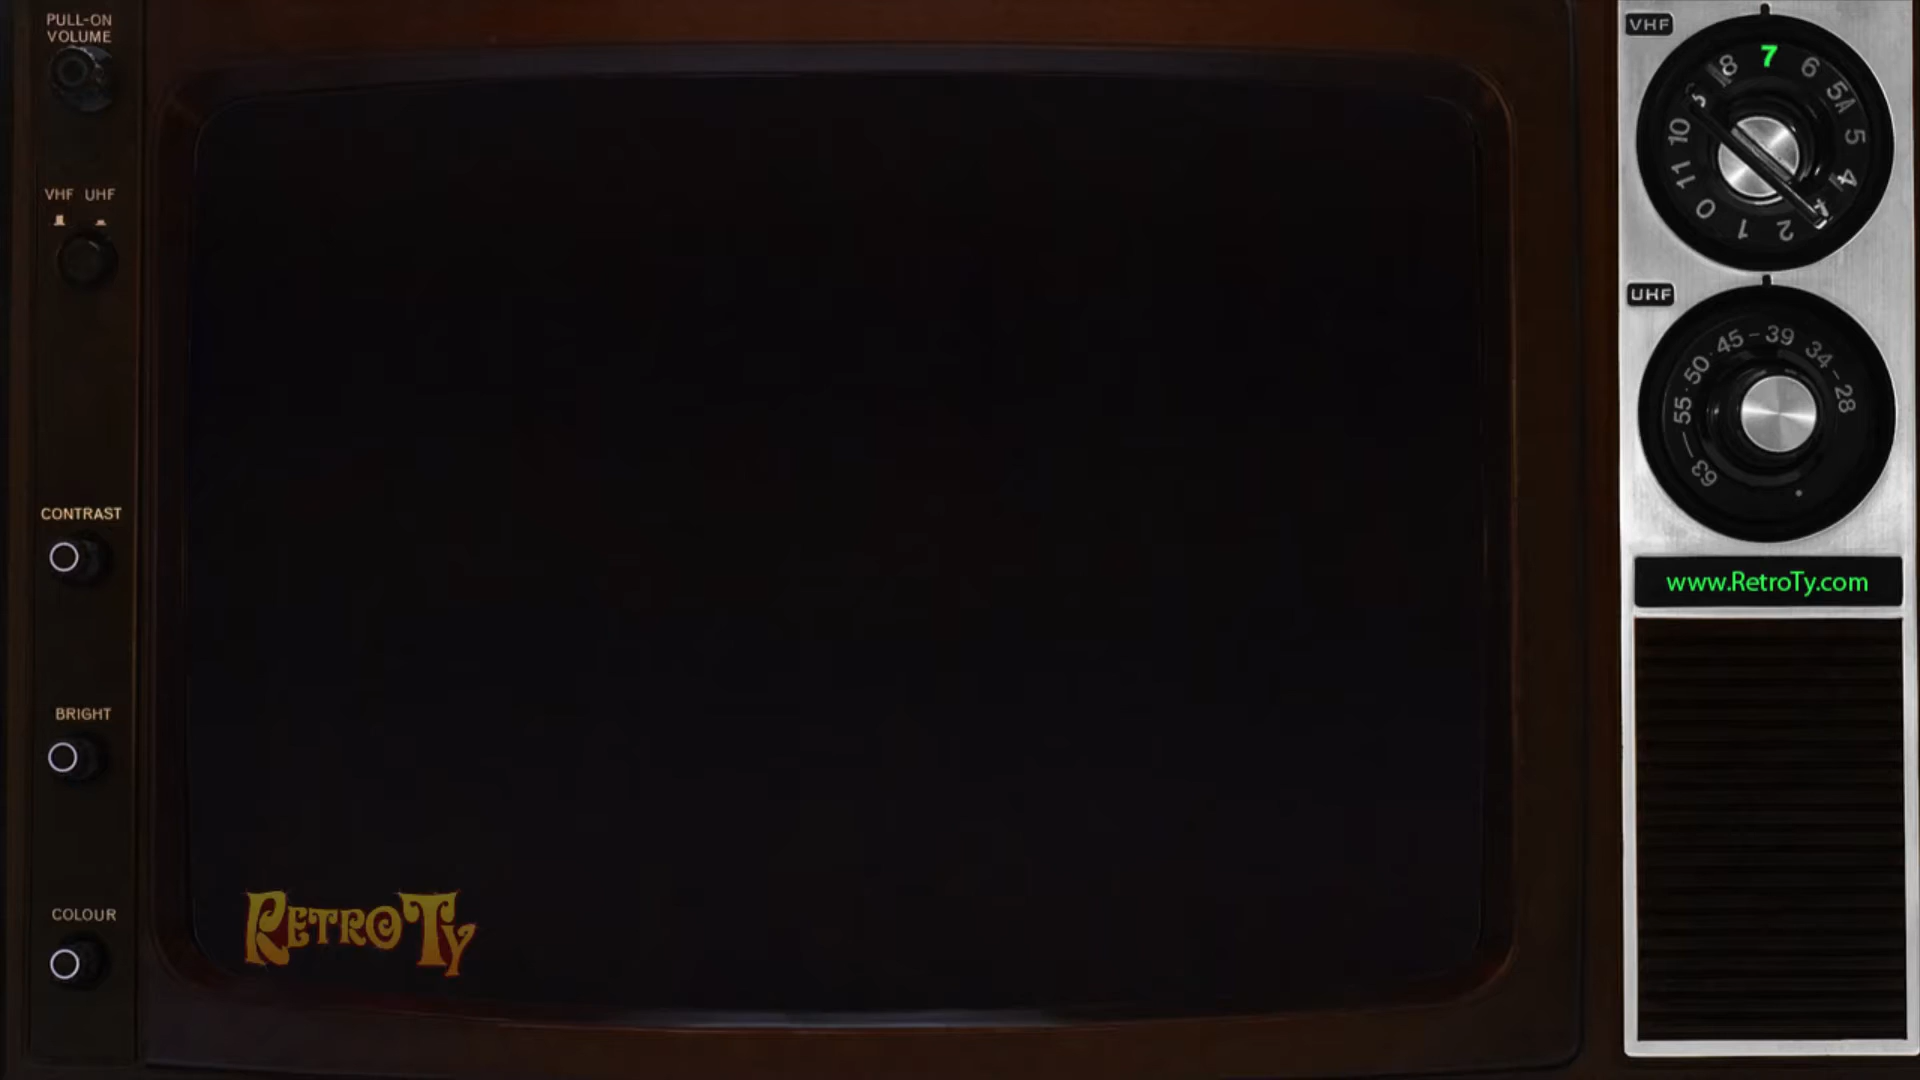 PULL-ON
VOLUME
VHF UHF
CONTRAST
BRIGHT
COLOUR
RETROTY
VHF
7
6
5A
5
4
2
1
0
11
10
8
UHF
63
55
50
45
39
34
28
www.RetroTy.com